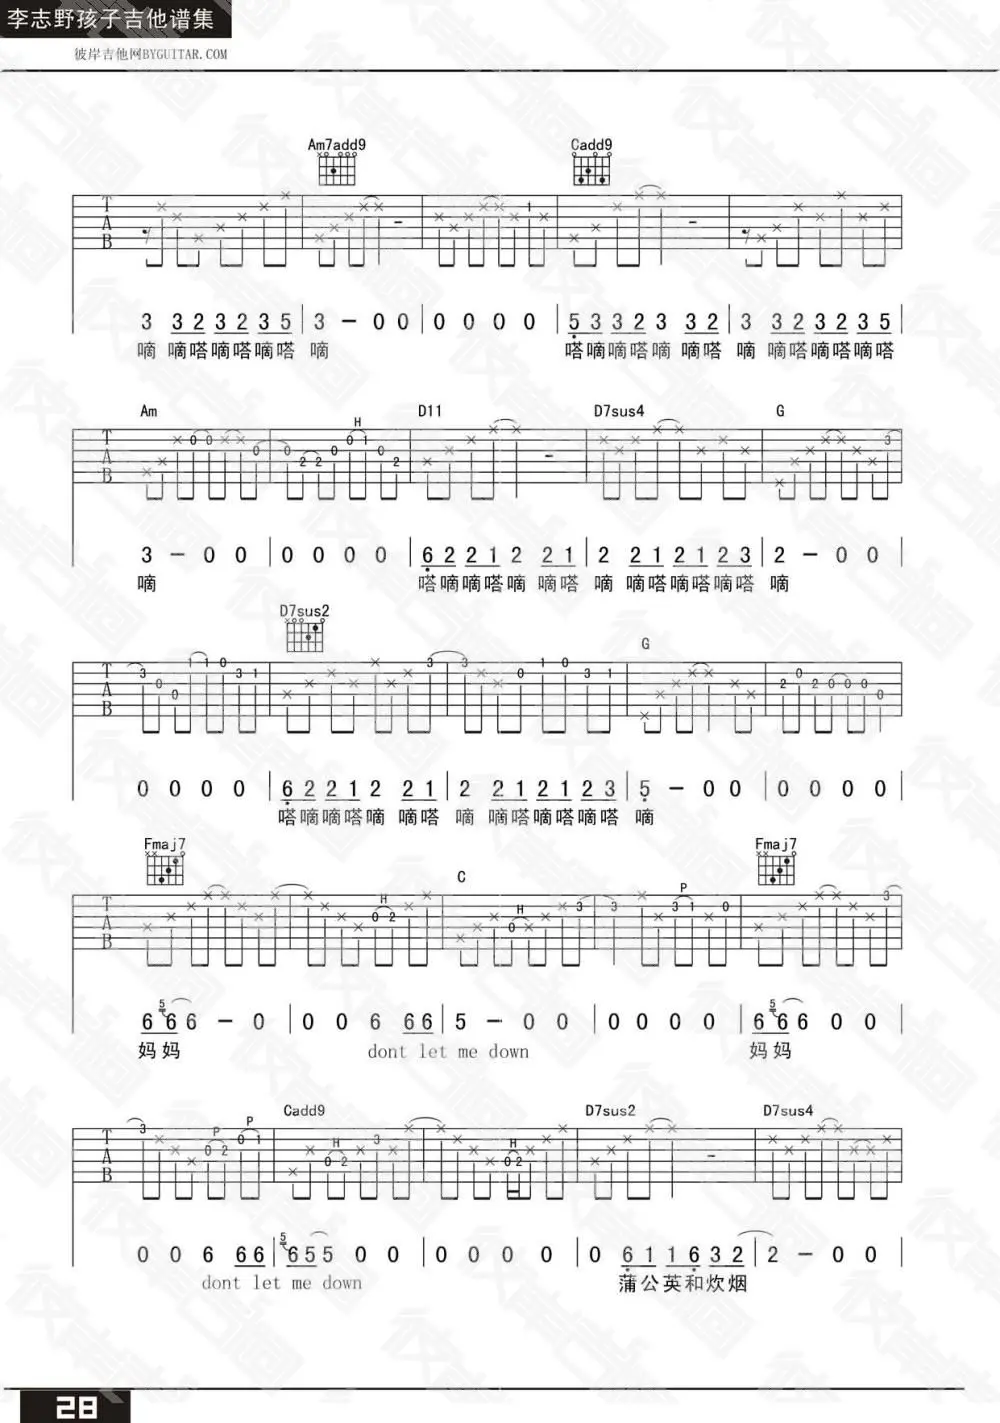 李志野孩子吉他谱集
彼岸吉他网BYGUITAR.COM
Am7add9 Cadd9
3 3 2 3 2 3 5 3 - 0 0 0 0 0 0 5 3 3 2 3 3 2 3 3 2 3 2 3 5
嘀 嘀嗒嘀嗒嘀嗒 嘀 嗒嘀嘀嗒嘀 嘀嗒 嘀 嘀嗒嘀嗒嘀嗒
Am D11 D7sus4 G
3 - 0 0 0 0 0 0 6 2 2 1 2 2 1 2 2 1 2 1 2 3 2 - 0 0
嘀 嗒嘀嘀嗒嘀 嘀嗒 嘀 嘀嗒嘀嗒嘀嗒 嘀
D7sus2 G
0 0 0 0 6 2 2 1 2 2 1 2 2 1 2 1 2 3 5 - 0 0 0 0 0 0
嗒嘀嘀嗒嘀 嘀嗒 嘀 嘀嗒嘀嗒嘀嗒 嘀
Fmaj7 C Fmaj7
6 5 6 6 - 0 0 0 6 6 6 5 - 0 0 0 0 0 0 6 5 6 6 0 0
妈妈 dont let me down 妈妈
Cadd9 D7sus2 D7sus4
0 0 6 6 6 5 6 5 5 0 0 0 0 0 0 0 6 1 1 6 3 2 2 - 0 0
dont let me down 蒲公英和炊烟
28